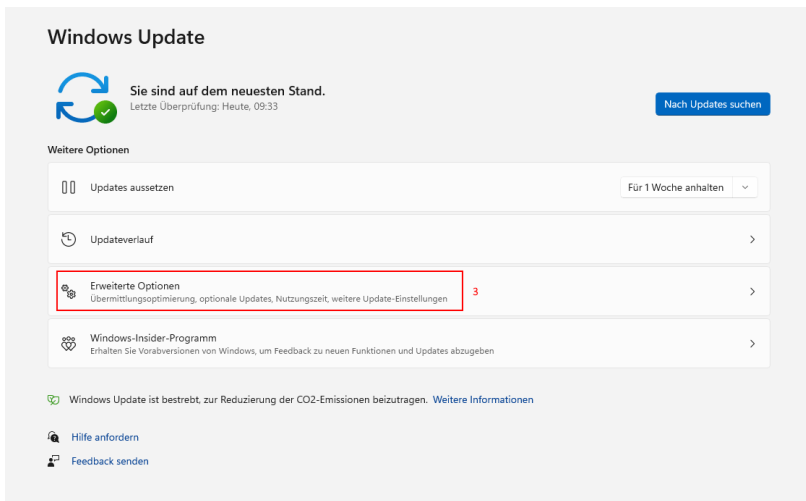 Windows Update
Sie sind auf dem neuesten Stand.
Letzte Überprüfung: Heute, 09:33
Nach Updates suchen
Weitere Optionen
Updates aussetzen
Für 1 Woche anhalten
Updateverlauf
Erweiterte Optionen
Übermittlungsoptimierung, optionale Updates, Nutzungszeit, weitere Update-Einstellungen
3
Windows-Insider-Programm
Erhalten Sie Vorabversionen von Windows, um Feedback zu neuen Funktionen und Updates abzugeben
Windows Update ist bestrebt, zur Reduzierung der CO2-Emissionen beizutragen. Weitere Informationen
Hilfe anfordern
Feedback senden